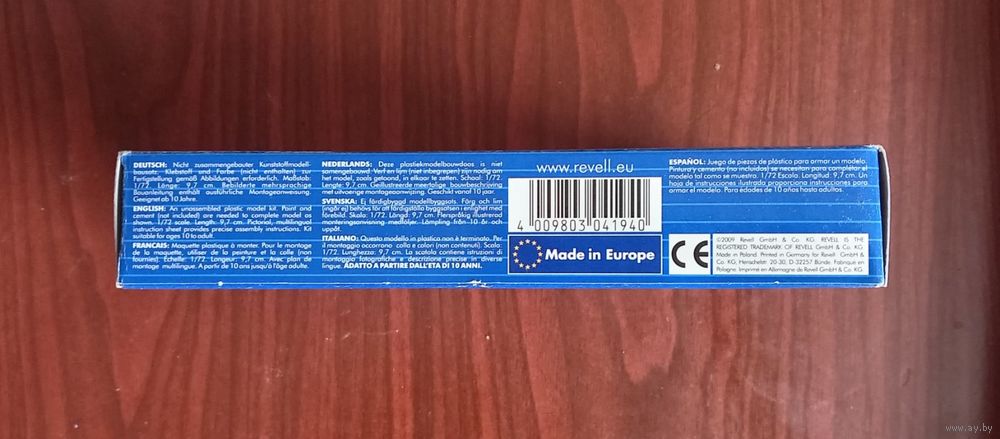 DEUTSCH: Nicht zusammengebauter Kunststoffmodell-
bausatz. Klebstoff und Farbe (nicht enthalten) zur
Fertigstellung gemäß Abbildungen erforderlich. Maßstab:
1/72. Länge: 9,7 cm. Bebilderte mehrsprachige
Bauanleitung enthält ausführliche Montageanweisung.
Geeignet ab 10 Jahre.
ENGLISH: An unassembled plastic model kit. Paint and
cement (not included) are needed to complete model as
shown. 1/72 scale. Length: 9.7 cm. Pictorial, multilingual
instruction sheet provides precise assembly instructions. Kit
suitable for ages 10 to adult.
FRANCAIS: Maquette plastique à monter. Pour le montage
de la maquette, utiliser de la peinture et la colle (non
fournies). Echelle: 1/72. Longueur: 9,7 cm. Avec plan de
montage multilingue. A partir de 10 ans jusqu'à l'âge adulte.
NEDERLANDS: Deze plastiekmodelbouwdoos is niet
samengebouwd. Verf en lijm (niet inbegrepen) zijn nodig om
het model, zoals getoond, in elkaar te zetten. Schaal: 1/72.
Lengte: 9,7 cm. Geïllustreerde meertalige bouwbeschrijving
met uitvoerige montageaanwijzing. Geschikt vanaf 10 jaar.
SVENSKA: Ej färdigbyggd modellbyggsats. Färg och lim
(ingår ej) behövs för att färdigställa byggsatsen i enlighet med
förebild. Skala: 1/72. Längd: 9,7 cm. Flerspråkig illustrerad
monteringsanvisning medföljer. Lämpling från 10 år och
uppåt.
ITALIANO: Questo modello in plastica non è terminato. Per
il montaggio occorrono colla e colori (non contenuti). Scala:
1/72. Lunghezza: 9,7 cm. La scatola contiene istruzioni di
montaggio fotografiche e descrizione precise in diverse
lingue. ADATTO A PARTIRE DALL'ETA DI 10 ANNI.
www.revell.eu
4 009803 041940
Made in Europe
CE
ESPAÑOL: Juego de piezas de plástico para armar un modelo.
Pintura y cemento (no incluidos) se necesitan para completar el
modelo tal como se muestra. 1/72 Escala. Longitud: 9,7 cm. Un
hoja de instrucciones ilustrada proporciona instrucciones para
armar el modelo. Para edades de 10 años hasta adultos.
©2009 Revell GmbH & Co. KG. REVELL IS THE
REGISTERED TRADEMARK OF REVELL GmbH & Co. KG.
Made in Poland. Printed in Germany for Revell GmbH &
Co. KG, Henschelstr. 20-30, D-32257 Bünde. Fabriqué en
Pologne. Imprimé en Allemagne de Revell GmbH & Co. KG
www.ay.by